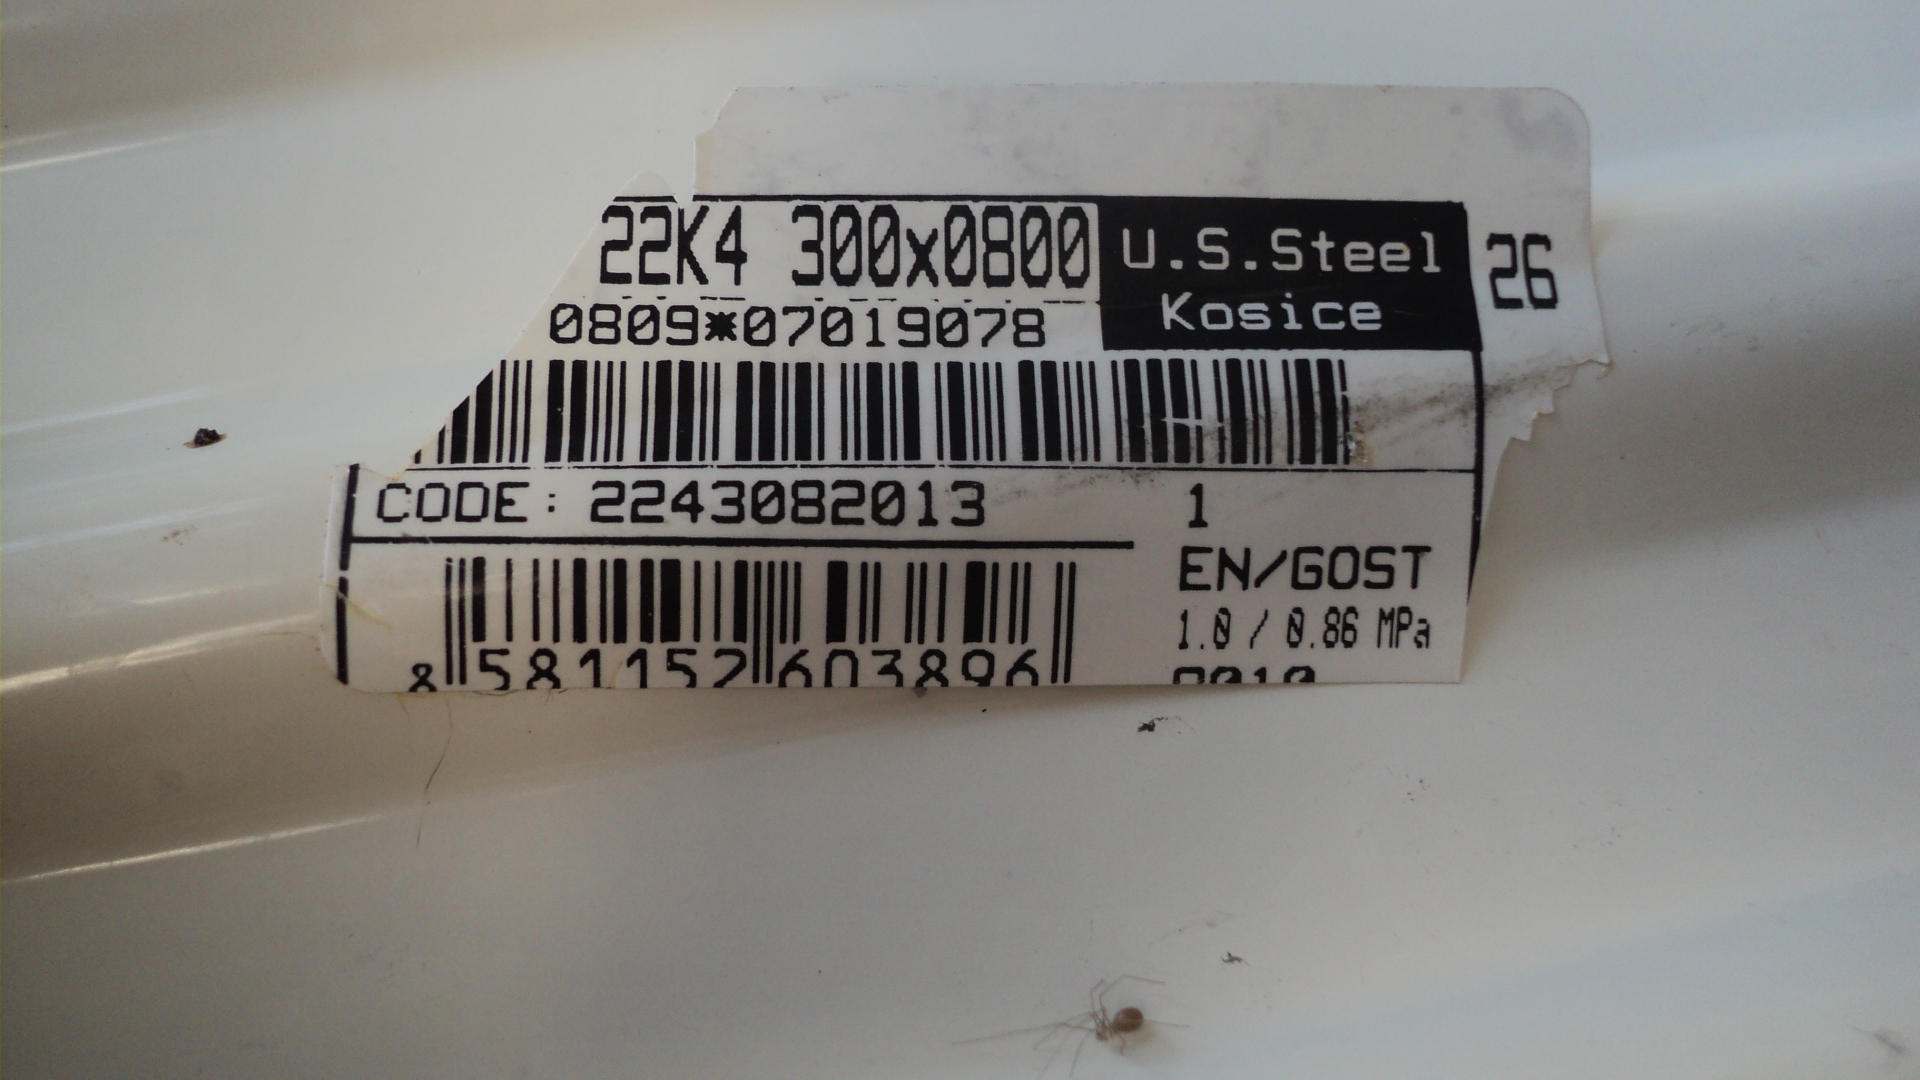 22K4 300x0800
U.S.Steel
Kosice
26
0809*07019078
CODE: 2243082013
1
EN/GOST
1.0 / 0.86 MPa
8 581152 603896